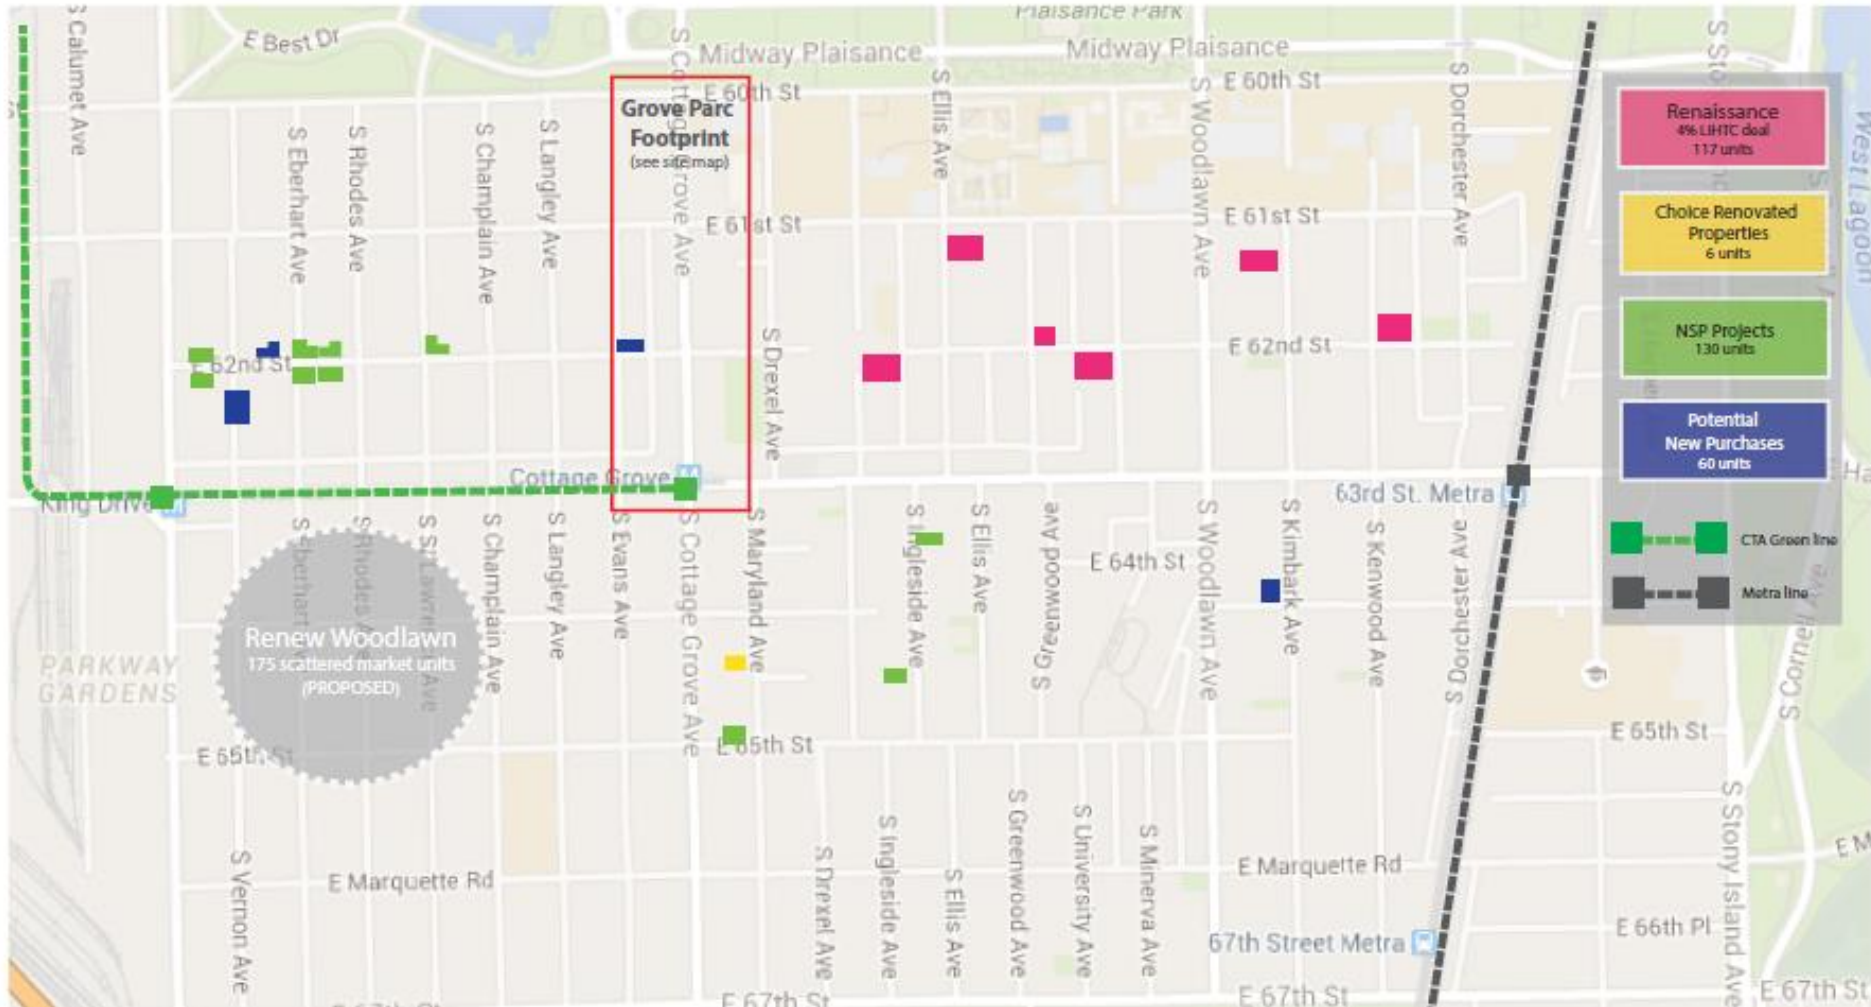 Plaisance Park
E Best Dr
Midway Plaisance
Midway Plaisance
S Calumet Ave
S Cottage Grove Ave
E 60th St
E 60th St
S Ellis Ave
S Woodlawn Ave
S Dorchester Ave
West Lagoon
Grove Parc
Footprint
(see site map)
S Eberhart Ave
S Rhodes Ave
S Champlain Ave
S Langley Ave
E 61st St
E 61st St
E 62nd St
E 62nd St
S Drexel Ave
Renaissance
4% LIHTC deal
117 units
Choice Renovated
Properties
6 units
NSP Projects
130 units
Potential
New Purchases
60 units
CTA Green line
Metra line
King Drive
Cottage Grove
63rd St. Metra
S Eberhart
S Rhodes Ave
S St Lawrence Ave
S Champlain Ave
S Langley Ave
S Evans Ave
S Cottage Grove Ave
S Maryland Ave
S Ingleside Ave
S Ellis Ave
S Greenwood Ave
E 64th St
S Woodlawn Ave
S Kimbark Ave
S Kenwood Ave
S Dorchester Ave
S Cornell Ave
Renew Woodlawn
175 scattered market units
(PROPOSED)
PARKWAY
GARDENS
E 65th St
E 65th St
E 65th St
S Vernon Ave
E Marquette Rd
S Drexel Ave
S Ingleside Ave
S Ellis Ave
S Greenwood Ave
S University Ave
S Minerva Ave
E Marquette Rd
S Stony Island Ave
E M
67th Street Metra
E 66th Pl
E 67th St
E 67th St
E 67th St
E 67th St